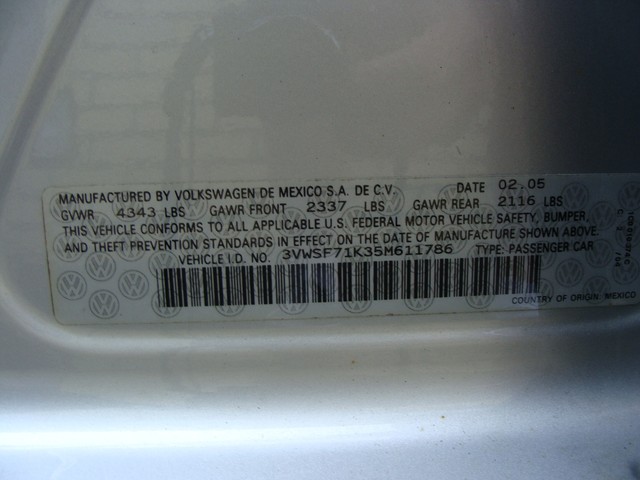 MANUFACTURED BY VOLKSWAGEN DE MEXICO S.A. DE C.V. DATE 02.05
GVWR 4343 LBS GAWR FRONT 2337 LBS GAWR REAR 2116 LBS
THIS VEHICLE CONFORMS TO ALL APPLICABLE U.S. FEDERAL MOTOR VEHICLE SAFETY, BUMPER,
AND THEFT PREVENTION STANDARDS IN EFFECT ON THE DATE OF MANUFACTURE SHOWN ABOVE.
VEHICLE I.D. NO. 3VWSF71K35M611786 TYPE: PASSENGER CAR
COUNTRY OF ORIGIN :MEXICO